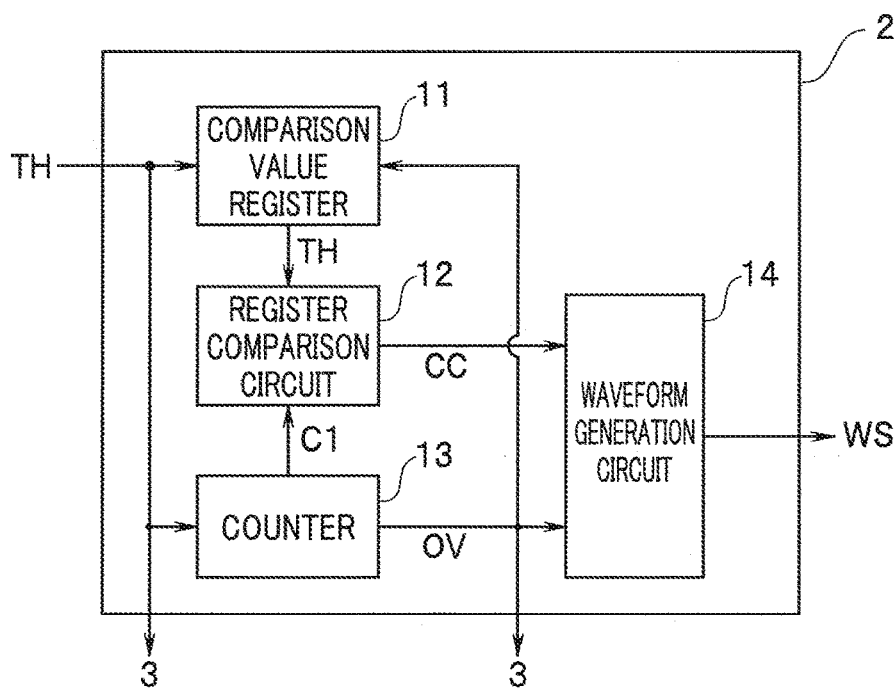 2
11
COMPARISON
VALUE
REGISTER
TH
TH
12
REGISTER
COMPARISON
CIRCUIT
CC
14
WAVEFORM
GENERATION
CIRCUIT
WS
C1
13
COUNTER
OV
3
3